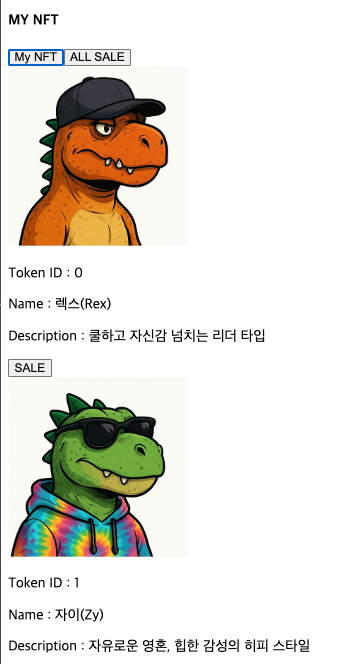 MY NFT
My NFT ALL SALE
Token ID : 0
Name : 렉스(Rex)
Description : 쿨하고 자신감 넘치는 리더 타입
SALE
Token ID : 1
Name : 자이(Zy)
Description : 자유로운 영혼, 힙한 감성의 히피 스타일